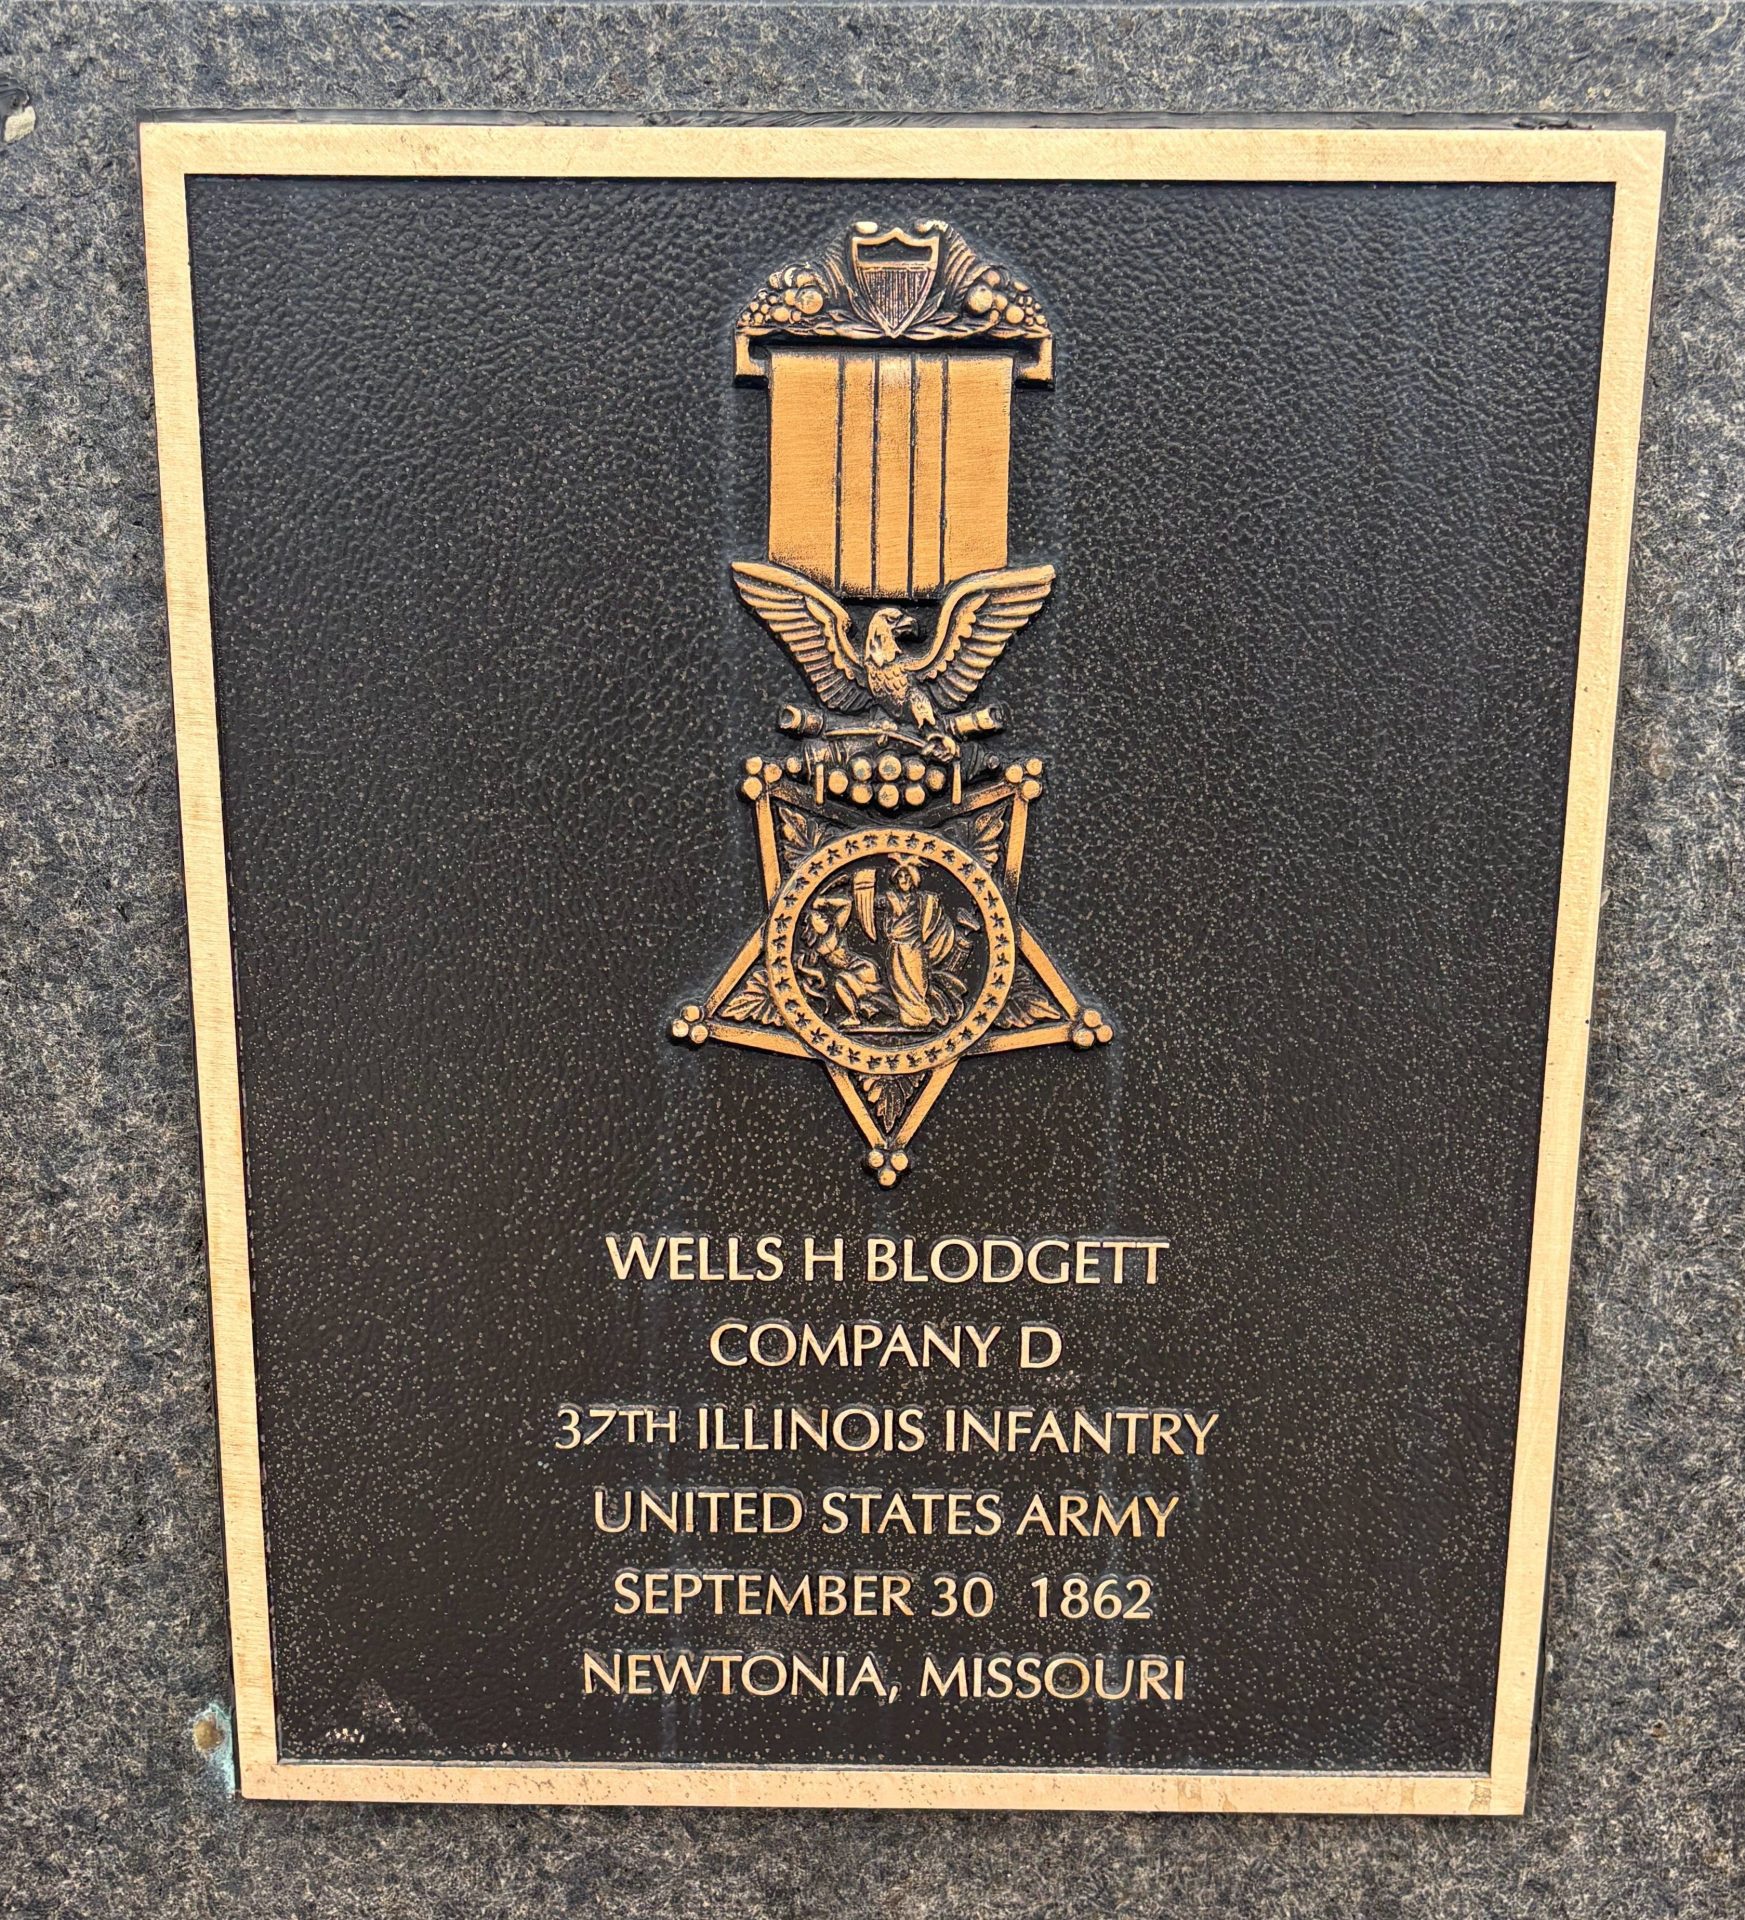 WELLS H BLODGETT
COMPANY D
37TH ILLINOIS INFANTRY
UNITED STATES ARMY
SEPTEMBER 30 1862
NEWTONIA, MISSOURI